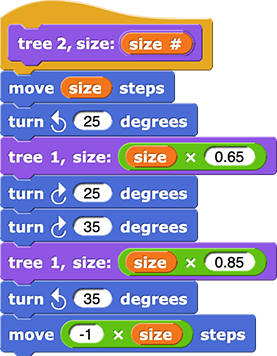 tree 2, size: size #
move size steps
turn ↺ 25 degrees
tree 1, size: size × 0.65
turn ↻ 25 degrees
turn ↻ 35 degrees
tree 1, size: size × 0.85
turn ↺ 35 degrees
move -1 × size steps